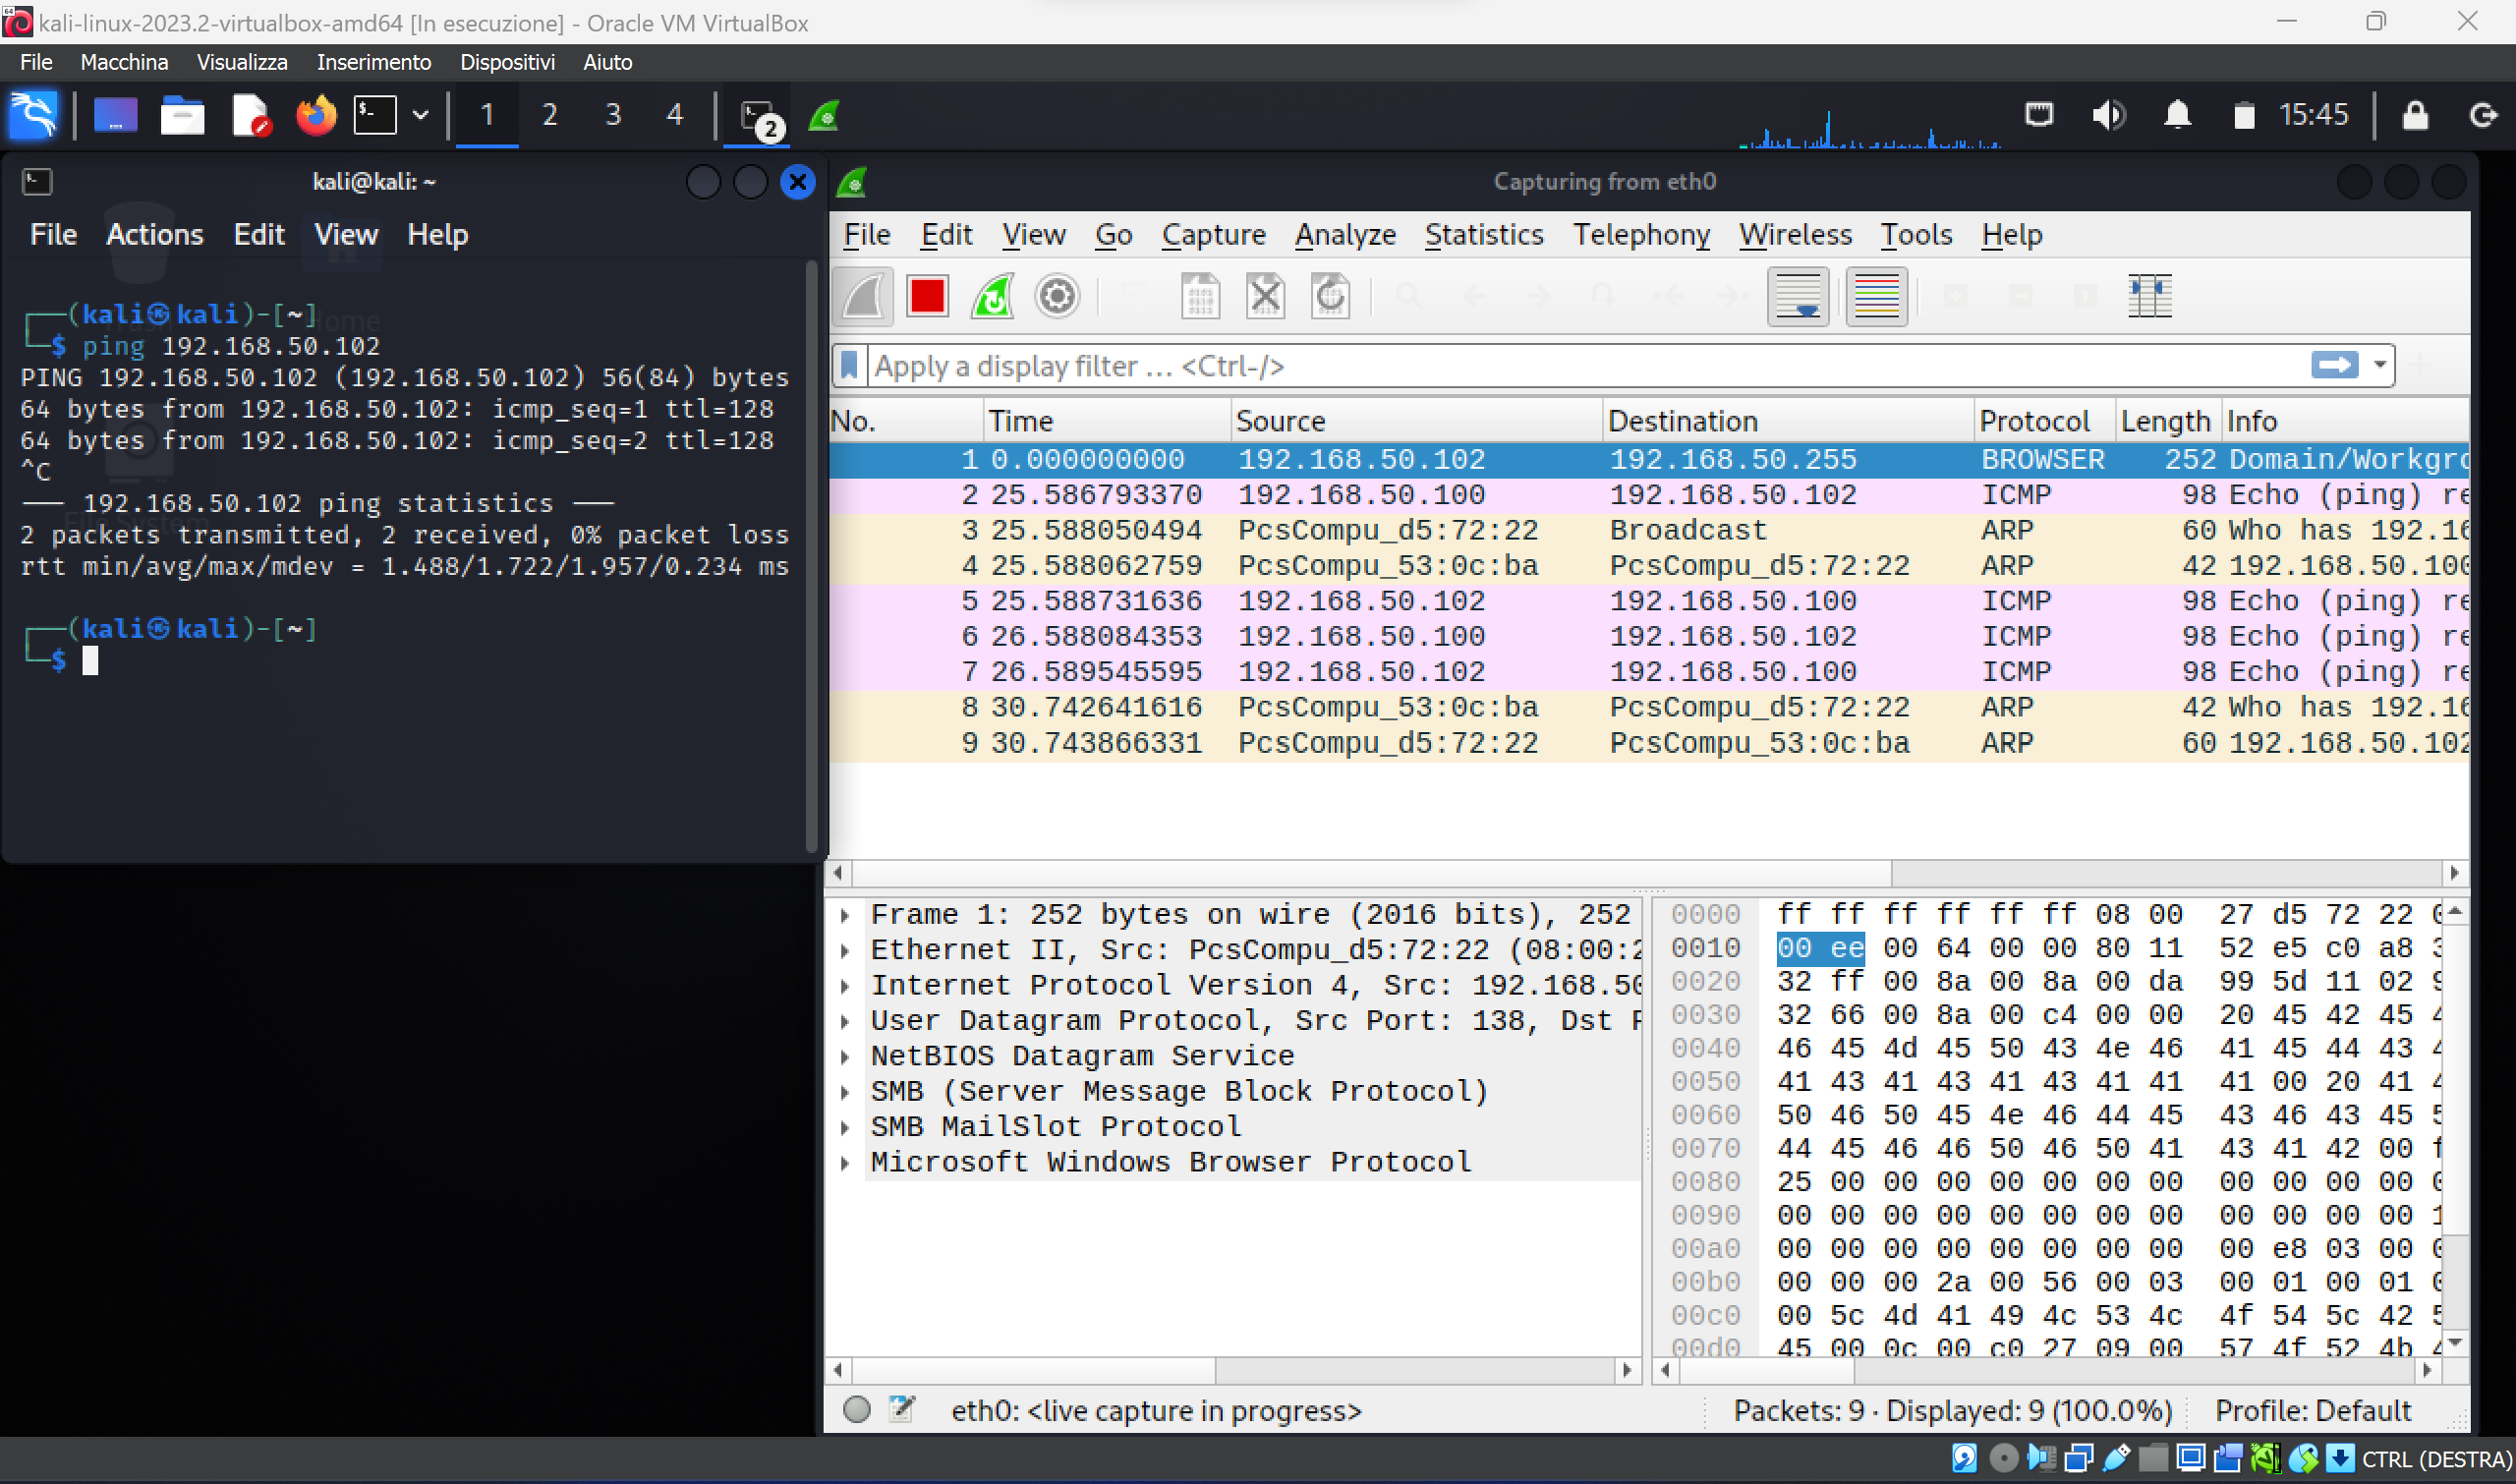 kali-linux-2023.2-virtualbox-amd64 [In esecuzione] - Oracle VM VirtualBox
File Macchina Visualizza Inserimento Dispositivi Aiuto
1 2 3 4 2 15:45
kali@kali: ~
File Actions Edit View Help
Trash Home
File System
┌──(kali㉿kali)-[~]
└─$ ping 192.168.50.102
PING 192.168.50.102 (192.168.50.102) 56(84) bytes
64 bytes from 192.168.50.102: icmp_seq=1 ttl=128
64 bytes from 192.168.50.102: icmp_seq=2 ttl=128
^C
--- 192.168.50.102 ping statistics ---
2 packets transmitted, 2 received, 0% packet loss
rtt min/avg/max/mdev = 1.488/1.722/1.957/0.234 ms
┌──(kali㉿kali)-[~]
└─$
Capturing from eth0
File Edit View Go Capture Analyze Statistics Telephony Wireless Tools Help
Apply a display filter … <Ctrl-/>
No. Time Source Destination Protocol Length Info
1 0.000000000 192.168.50.102 192.168.50.255 BROWSER 252 Domain/Workgro
2 25.586793370 192.168.50.100 192.168.50.102 ICMP 98 Echo (ping) re
3 25.588050494 PcsCompu_d5:72:22 Broadcast ARP 60 Who has 192.16
4 25.588062759 PcsCompu_53:0c:ba PcsCompu_d5:72:22 ARP 42 192.168.50.100
5 25.588731636 192.168.50.102 192.168.50.100 ICMP 98 Echo (ping) re
6 26.588084353 192.168.50.100 192.168.50.102 ICMP 98 Echo (ping) re
7 26.589545595 192.168.50.102 192.168.50.100 ICMP 98 Echo (ping) re
8 30.742641616 PcsCompu_53:0c:ba PcsCompu_d5:72:22 ARP 42 Who has 192.16
9 30.743866331 PcsCompu_d5:72:22 PcsCompu_53:0c:ba ARP 60 192.168.50.102
Frame 1: 252 bytes on wire (2016 bits), 252
Ethernet II, Src: PcsCompu_d5:72:22 (08:00:2
Internet Protocol Version 4, Src: 192.168.50
User Datagram Protocol, Src Port: 138, Dst P
NetBIOS Datagram Service
SMB (Server Message Block Protocol)
SMB MailSlot Protocol
Microsoft Windows Browser Protocol
0000 ff ff ff ff ff ff 08 00 27 d5 72 22
0010 00 ee 00 64 00 00 80 11 52 e5 c0 a8
0020 32 ff 00 8a 00 8a 00 da 99 5d 11 02
0030 32 66 00 8a 00 c4 00 00 20 45 42 45
0040 46 45 4d 45 50 43 4e 46 41 45 44 43
0050 41 43 41 43 41 43 41 41 41 00 20 41
0060 50 46 50 45 4e 46 44 45 43 46 43 45
0070 44 45 46 46 50 46 50 41 43 41 42 00
0080 25 00 00 00 00 00 00 00 00 00 00 00
0090 00 00 00 00 00 00 00 00 00 00 00 00
00a0 00 00 00 00 00 00 00 00 00 e8 03 00
00b0 00 00 00 2a 00 56 00 03 00 01 00 01
00c0 00 5c 4d 41 49 4c 53 4c 4f 54 5c 42
00d0 45 00 0c 00 c0 27 09 00 57 4f 52 4b
eth0: <live capture in progress>
Packets: 9 · Displayed: 9 (100.0%)
Profile: Default
CTRL (DESTRA)